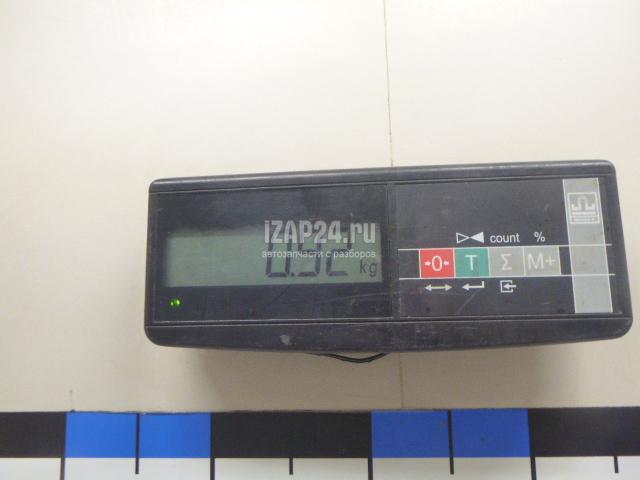 iZAP24.ru
автозапчасти с разборов
0.52 kg
count %
→0← T Σ M+